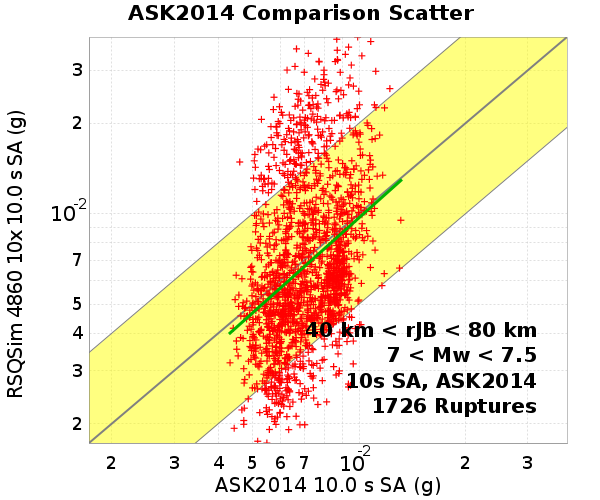 ASK2014 Comparison Scatter
RSQSim 4860 10x 10.0 s SA (g)
3
2
10⁻²
7
5
4
3
2
40 km < rJB < 80 km
7 < Mw < 7.5
10s SA, ASK2014
1726 Ruptures
2 3 4 5 6 7 10⁻² 2 3
ASK2014 10.0 s SA (g)